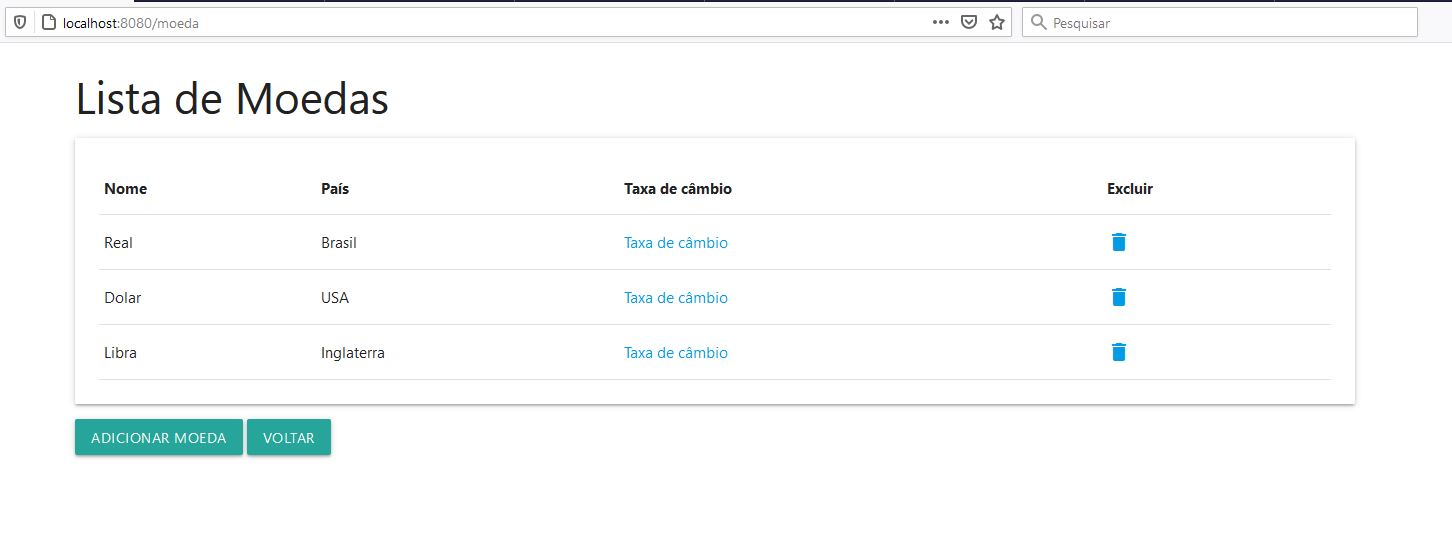 localhost:8080/moeda
Pesquisar
Lista de Moedas
Nome País Taxa de câmbio Excluir
Real Brasil Taxa de câmbio
Dolar USA Taxa de câmbio
Libra Inglaterra Taxa de câmbio
ADICIONAR MOEDA VOLTAR